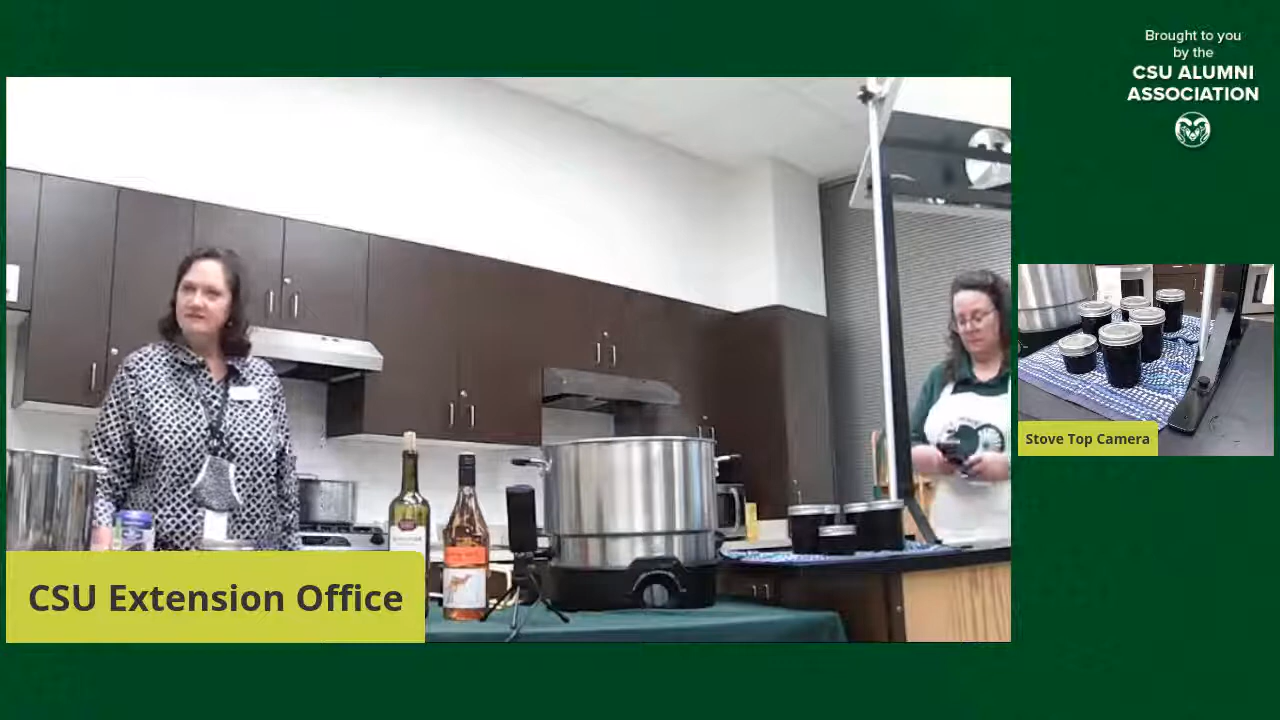 Brought to you
by the
CSU ALUMNI
ASSOCIATION
Stove Top Camera
CSU Extension Office